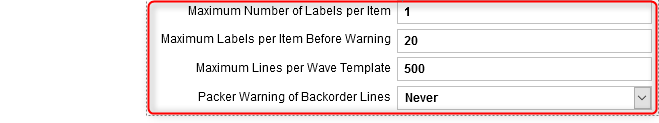 Maximum Number of Labels per Item 1
Maximum Labels per Item Before Warning 20
Maximum Lines per Wave Template 500
Packer Warning of Backorder Lines Never